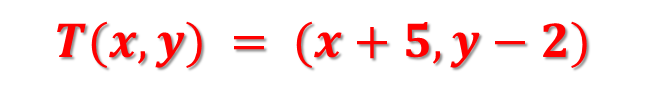 T(x, y) = (x + 5, y − 2)